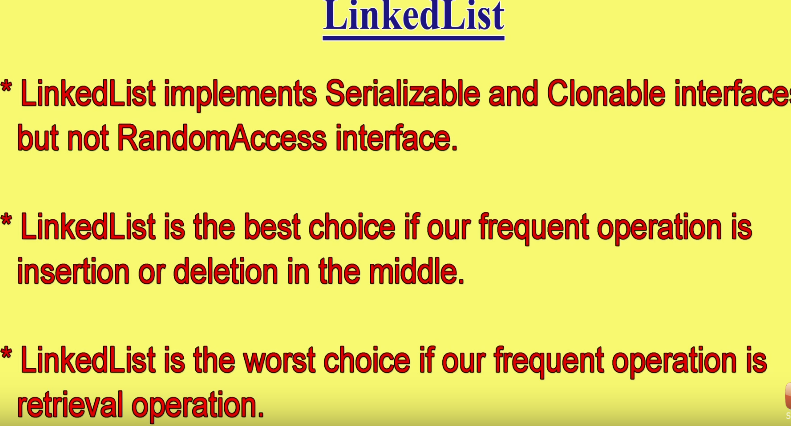 LinkedList
* LinkedList implements Serializable and Clonable interfaces
but not RandomAccess interface.
* LinkedList is the best choice if our frequent operation is
insertion or deletion in the middle.
* LinkedList is the worst choice if our frequent operation is
retrieval operation.